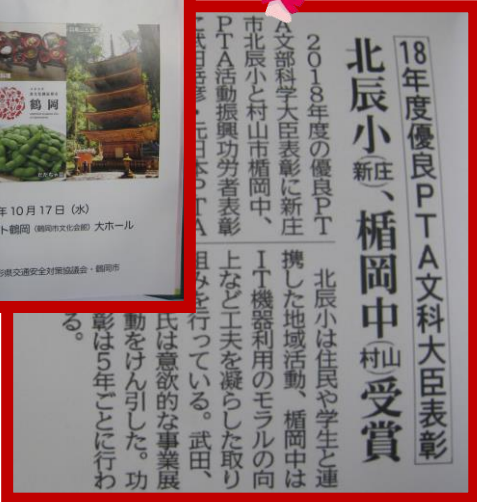 18年度優良PTA文科大臣表彰
北辰小(新庄)、楯岡中(村山)受賞
2018年度の優良PT
A文部科学大臣表彰に新庄
市北辰小と村山市楯岡中、
PTA活動振興功労者表彰
北辰小は住民や学生と連
携した地域活動、楯岡中は
IT機器利用のモラルの向
上など工夫を凝らした取り
組みを行っている。武田、
氏は意欲的な事業展
動をけん引した。功
彰は5年ごとに行わ
る。
鶴岡
年10月17日(水)
ト鶴岡(鶴岡市文化会館)大ホール
県交通安全対策協議会・鶴岡市